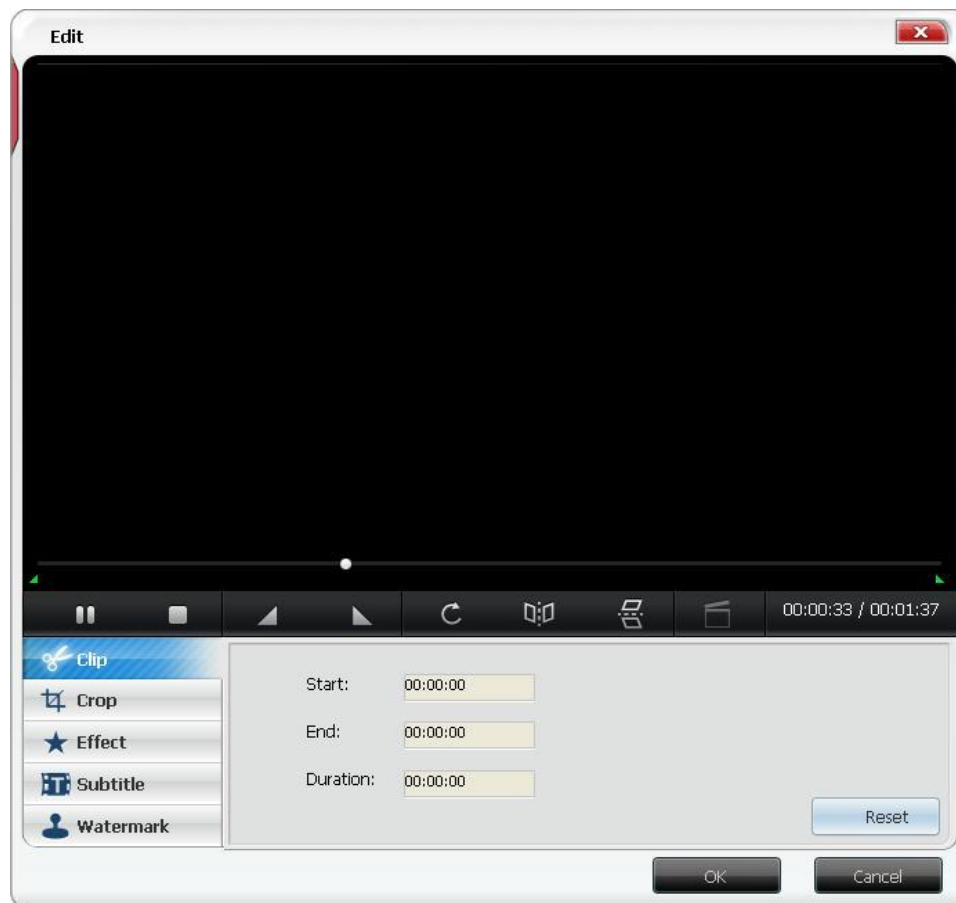 Edit
00:00:33 / 00:01:37
Clip
Crop
Effect
Subtitle
Watermark
Start: 00:00:00
End: 00:00:00
Duration: 00:00:00
Reset
OK Cancel